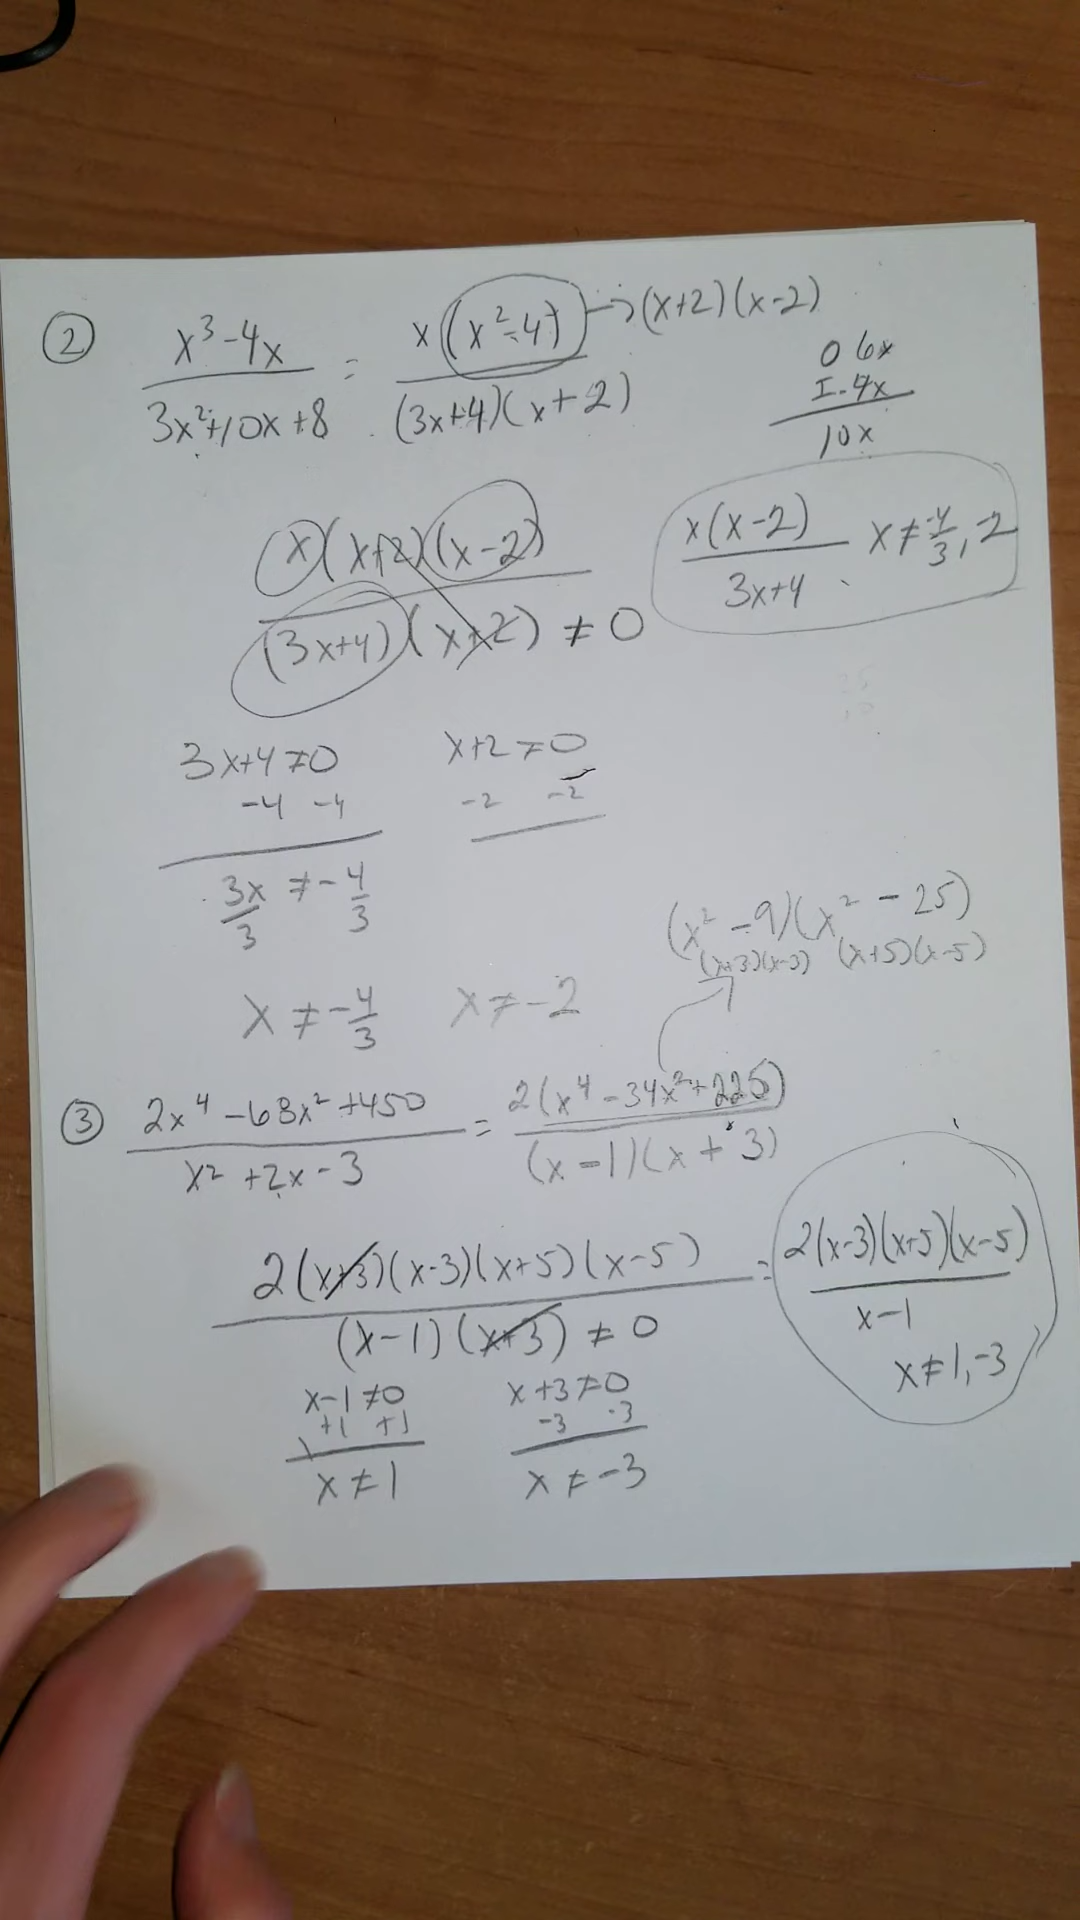 ② x³-4x / 3x²+10x+8 = x(x²-4) / (3x+4)(x+2) → (x+2)(x-2)
O 6x
I 4x
10x
x(x+2)(x-2) / (3x+4)(x+2) ≠ 0
x(x-2) / 3x+4 x ≠ -4/3, -2
3x+4≠0 x+2≠0
-4 -4 -2 -2
3x/3 ≠ -4/3
x ≠ -4/3 x ≠ -2
(x²-9)(x²-25)
(x+3)(x-3) (x+5)(x-5)
③ 2x⁴-68x²+450 / x²+2x-3 = 2(x⁴-34x²+225) / (x-1)(x+3)
2(x+3)(x-3)(x+5)(x-5) / (x-1)(x+3) ≠ 0 = 2(x-3)(x+5)(x-5) / x-1
x≠1,-3
x-1≠0 x+3≠0
+1 +1 -3 -3
x≠1 x≠-3